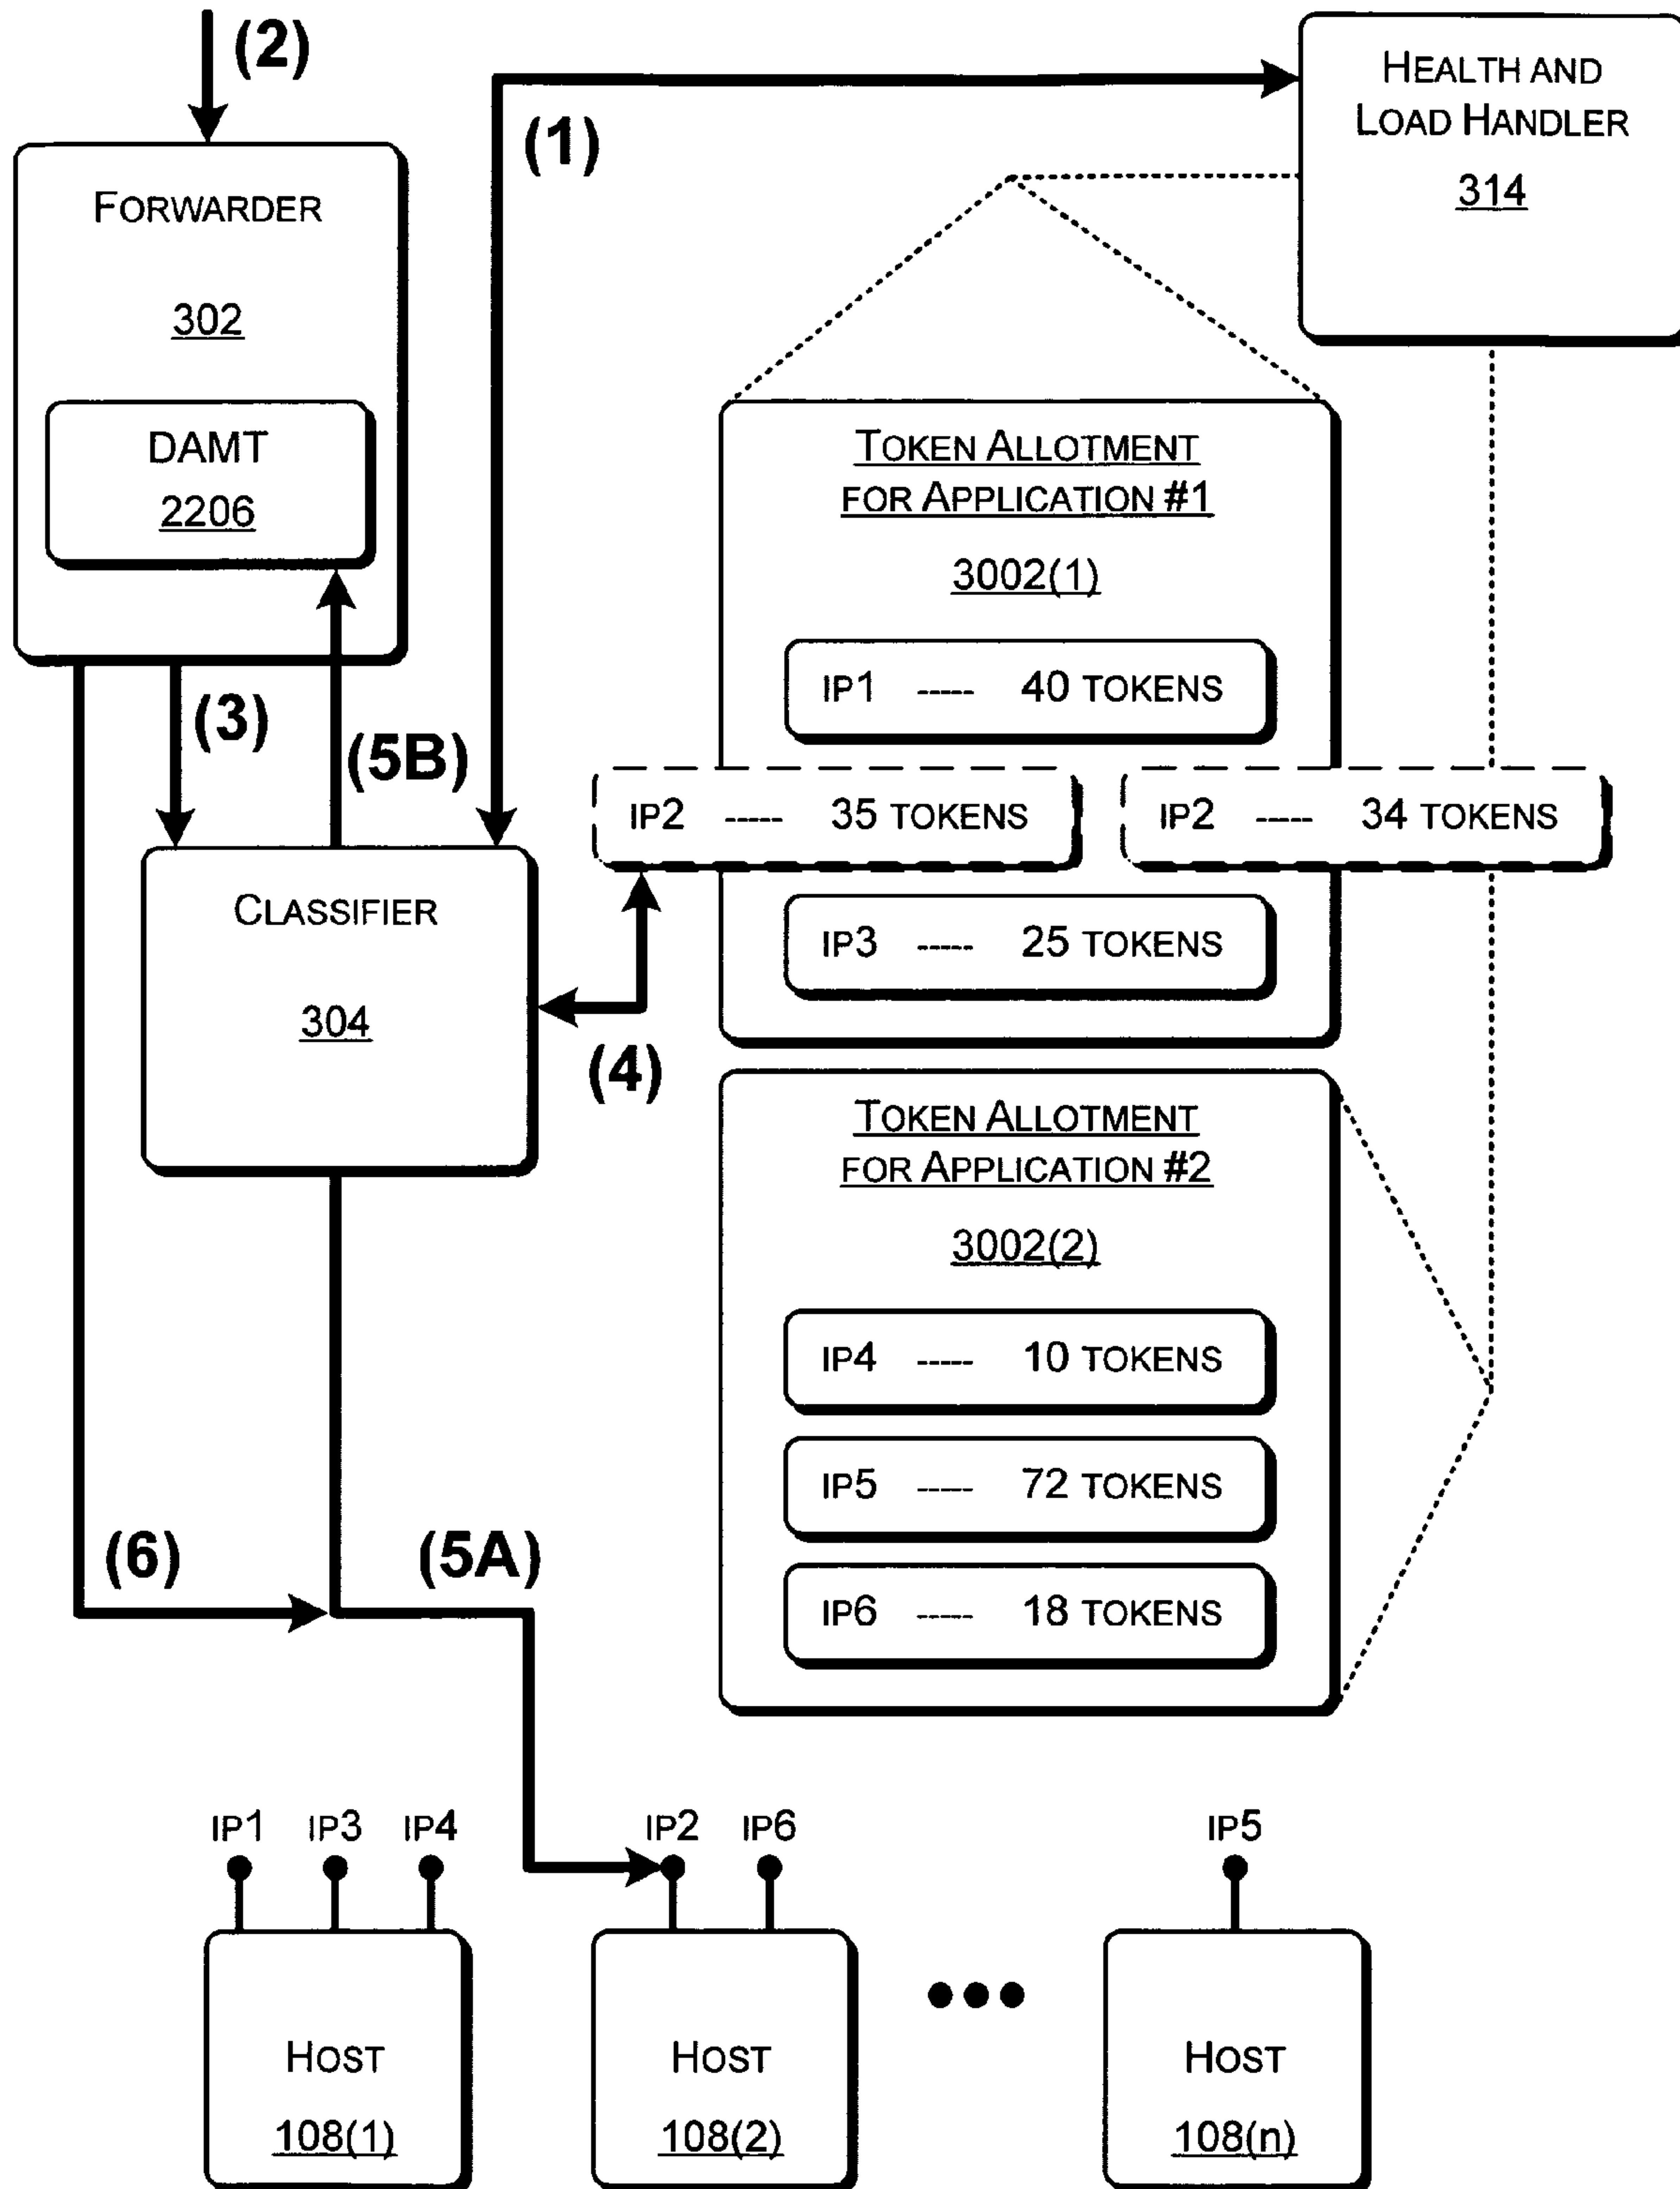 (2)
HEALTH AND
LOAD HANDLER
314
(1)
FORWARDER
302
DAMT
2206
TOKEN ALLOTMENT
FOR APPLICATION #1
3002(1)
IP1 ----- 40 TOKENS
(3)
(5B)
IP2 ----- 35 TOKENS
IP2 ----- 34 TOKENS
CLASSIFIER
304
IP3 ----- 25 TOKENS
(4)
TOKEN ALLOTMENT
FOR APPLICATION #2
3002(2)
IP4 ----- 10 TOKENS
IP5 ----- 72 TOKENS
IP6 ----- 18 TOKENS
(6)
(5A)
IP1 IP3 IP4
IP2 IP6
IP5
HOST
108(1)
HOST
108(2)
HOST
108(n)